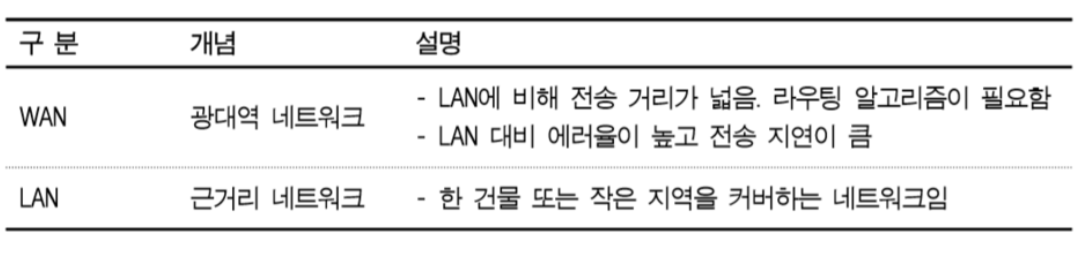 구 분 개념 설명
WAN 광대역 네트워크 - LAN에 비해 전송 거리가 넓음. 라우팅 알고리즘이 필요함
- LAN 대비 에러율이 높고 전송 지연이 큼
LAN 근거리 네트워크 - 한 건물 또는 작은 지역을 커버하는 네트워크임